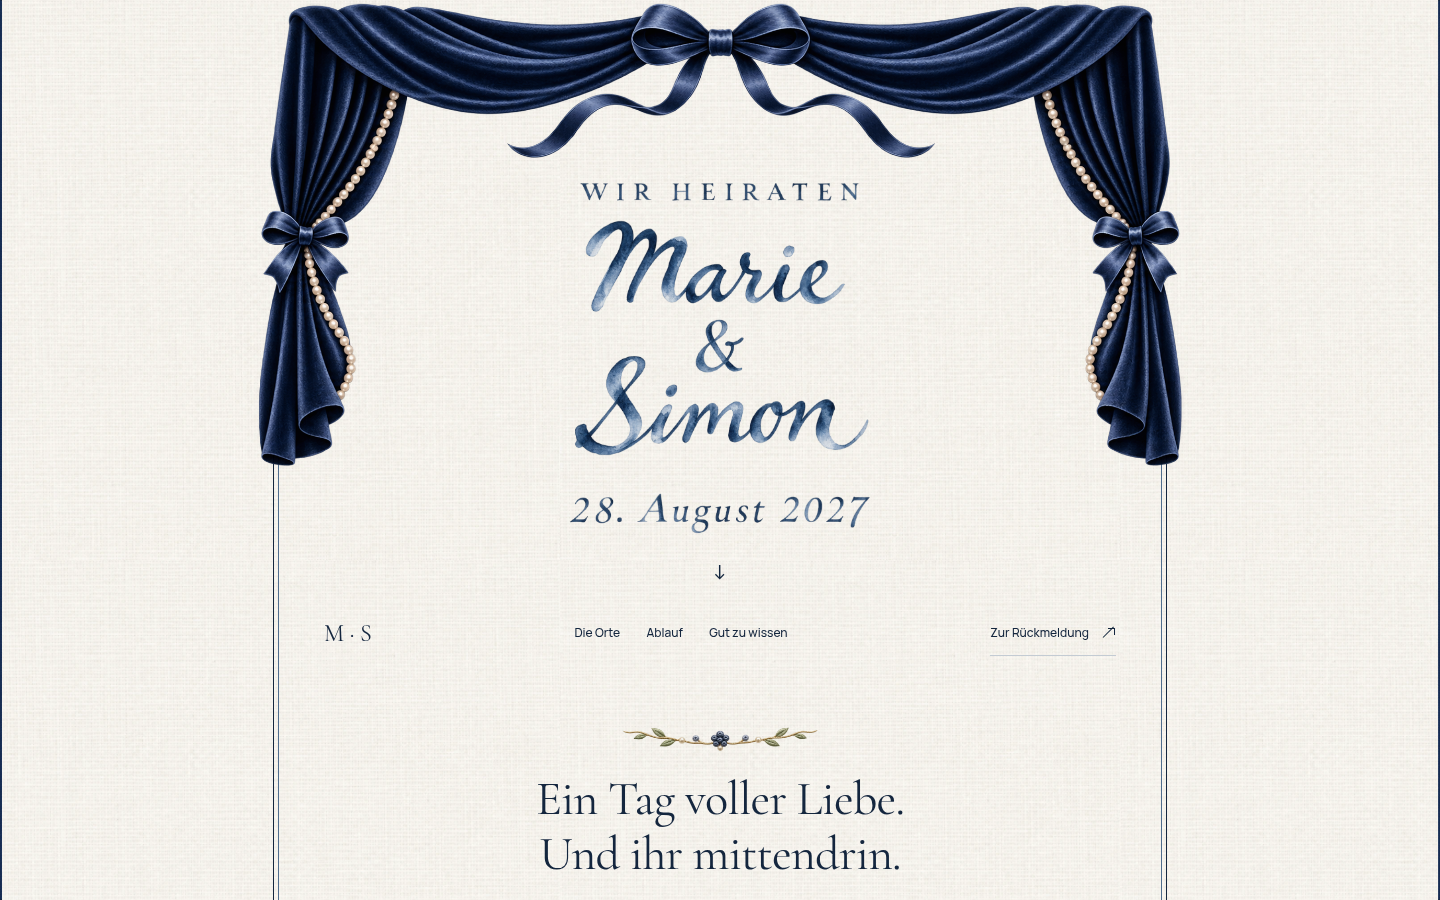 WIR HEIRATEN
Marie
&
Simon
28. August 2027
M · S
Die Orte
Ablauf
Gut zu wissen
Zur Rückmeldung
Ein Tag voller Liebe.
Und ihr mittendrin.